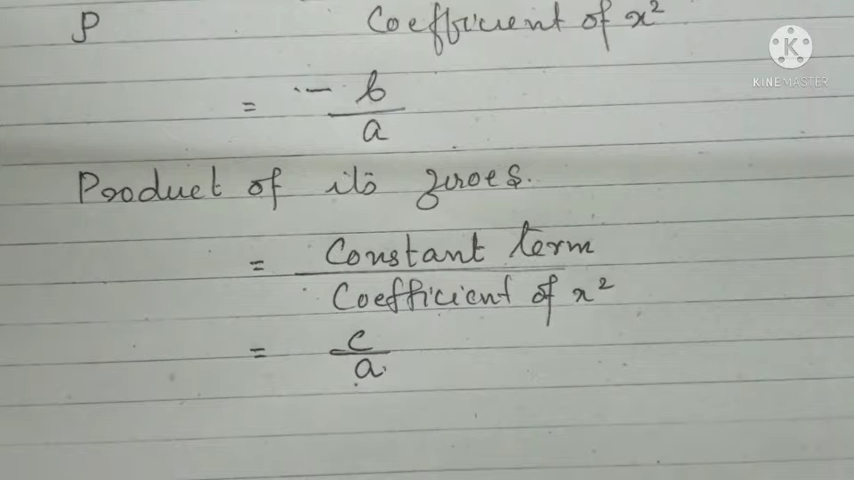 Coefficient of x²
K
KINEMASTER
= - b
a
Product of its zeroes.
= Constant term
Coefficient of x²
= c
a